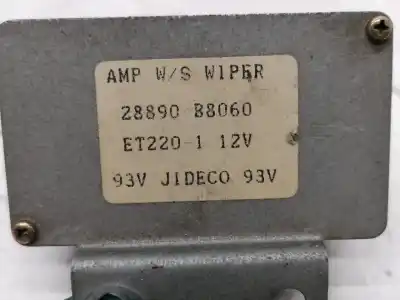 AMP W/S WIPER
28890 B8060
ET220-1 12V
93V JIDECO 93V